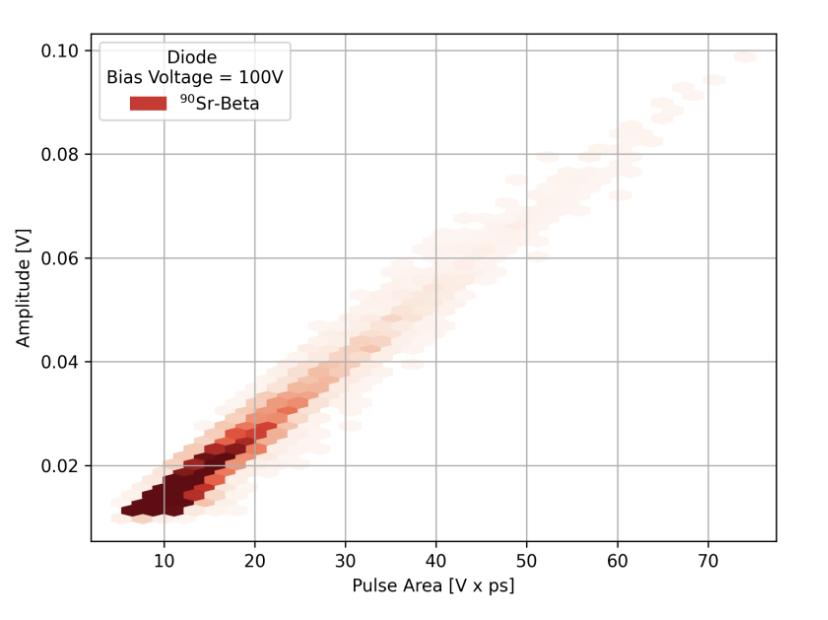 0.10
0.08
0.06
0.04
0.02
Amplitude [V]
Diode
Bias Voltage = 100V
⁹⁰Sr-Beta
10 20 30 40 50 60 70
Pulse Area [V x ps]